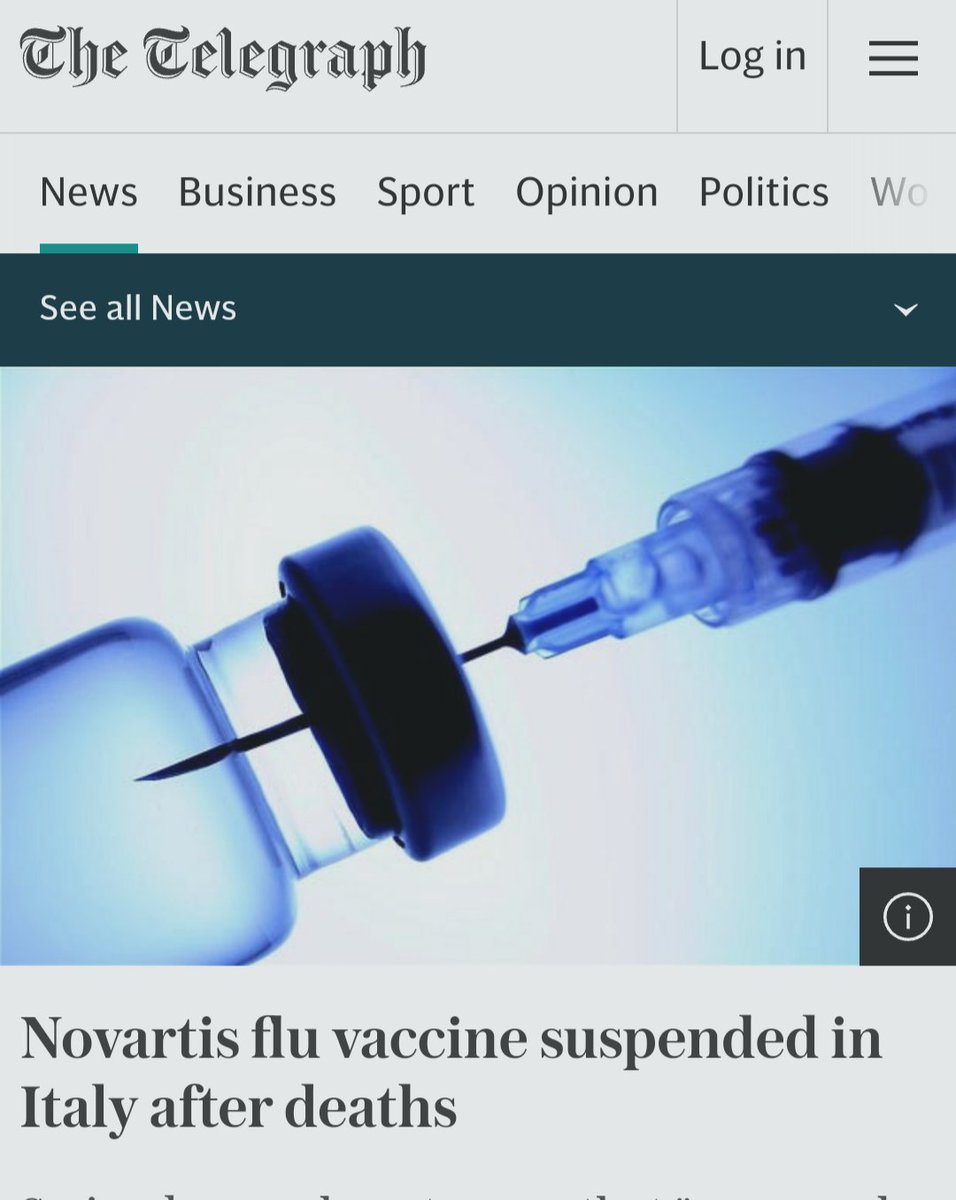 The Telegraph
Log in
News Business Sport Opinion Politics Wo
See all News
Novartis flu vaccine suspended in
Italy after deaths